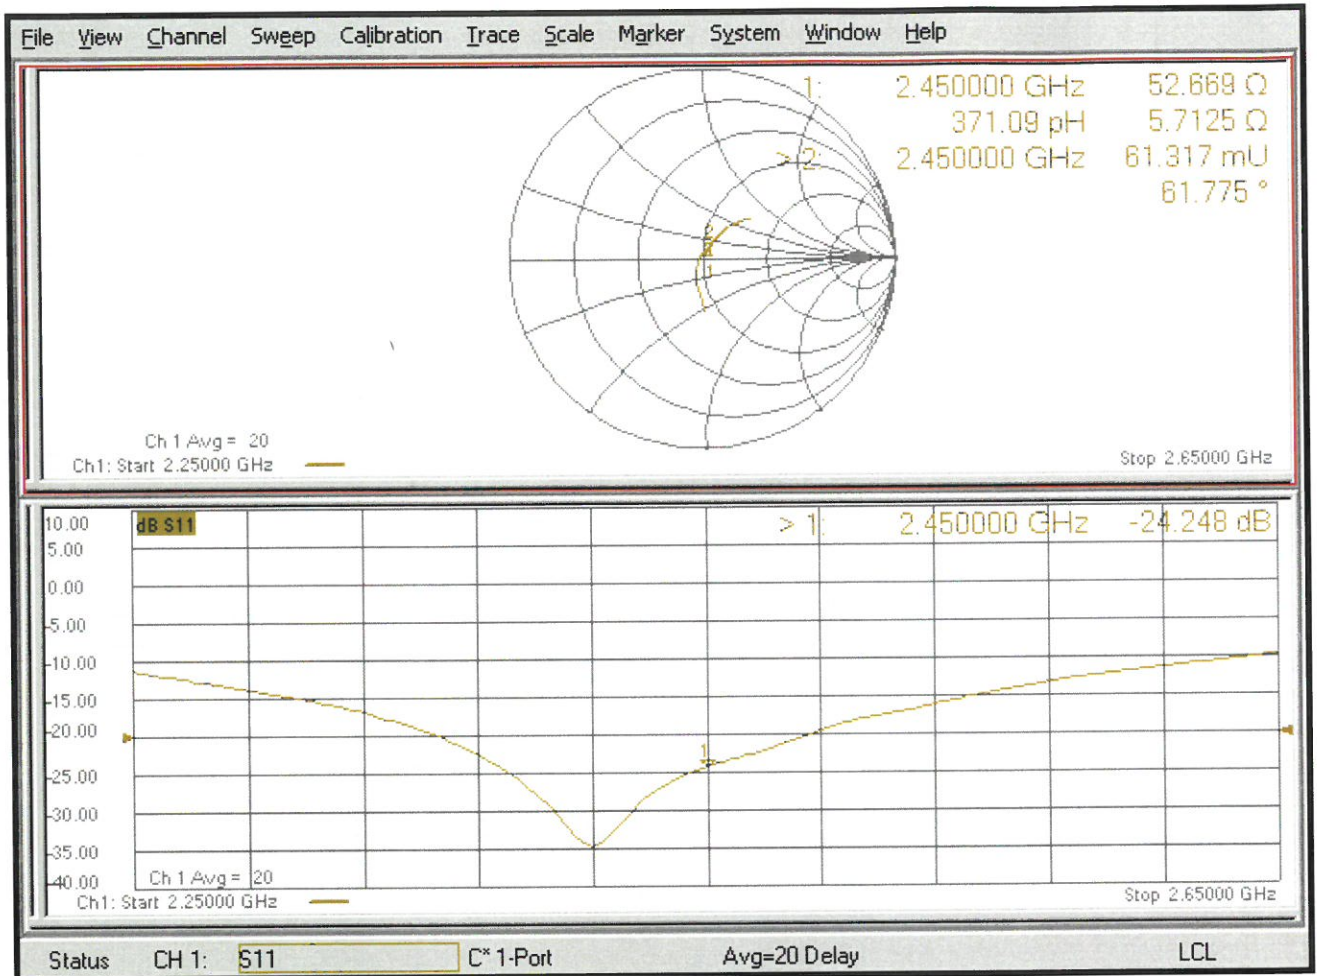 File View Channel Sweep Calibration Trace Scale Marker System Window Help
1: 2.450000 GHz 52.669 Ω
371.09 pH 5.7125 Ω
> 2: 2.450000 GHz 61.317 mU
61.775 °
2
1
Ch 1 Avg = 20
Ch1: Start 2.25000 GHz
Stop 2.65000 GHz
10.00
dB S11
> 1: 2.450000 GHz -24.248 dB
5.00
0.00
-5.00
-10.00
-15.00
-20.00
1
-25.00
-30.00
-35.00
-40.00
Ch 1 Avg = 20
Ch1: Start 2.25000 GHz
Stop 2.65000 GHz
Status CH 1: S11 C* 1-Port Avg=20 Delay LCL